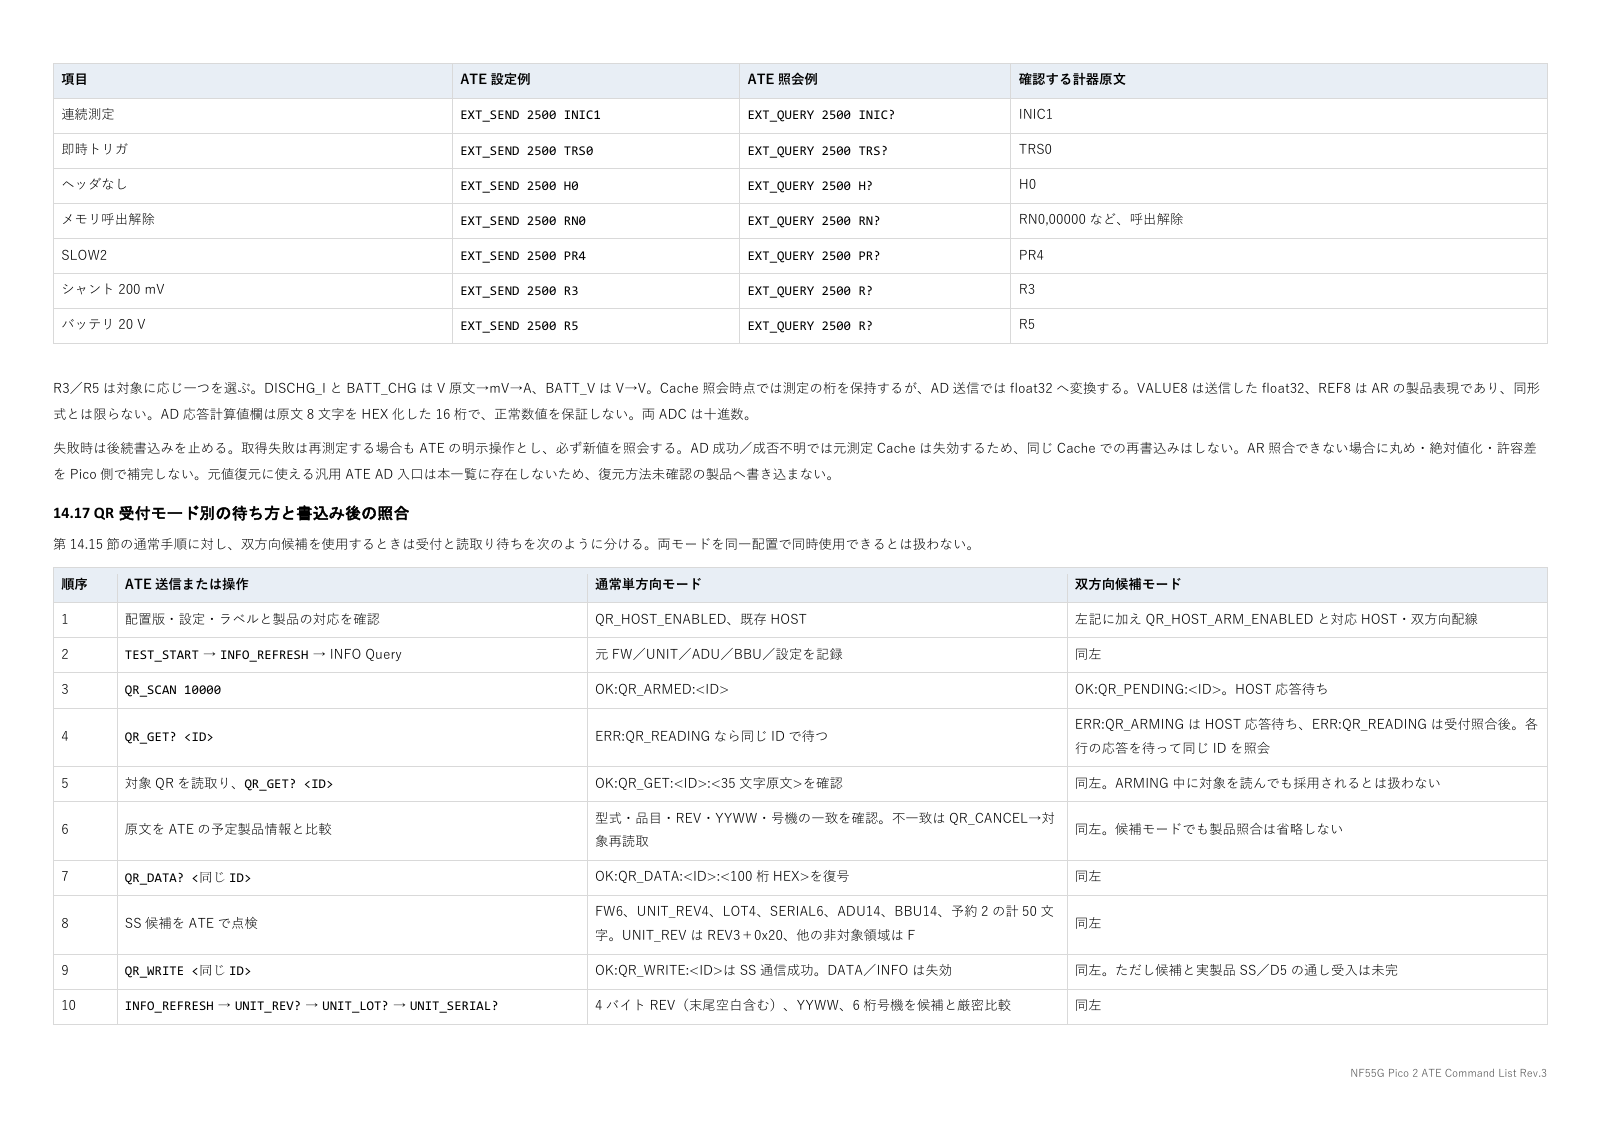 項目 ATE 設定例 ATE 照会例 確認する計器原文
連続測定 EXT_SEND 2500 INIC1 EXT_QUERY 2500 INIC? INIC1
即時トリガ EXT_SEND 2500 TRS0 EXT_QUERY 2500 TRS? TRS0
ヘッダなし EXT_SEND 2500 H0 EXT_QUERY 2500 H? H0
メモリ呼出解除 EXT_SEND 2500 RN0 EXT_QUERY 2500 RN? RN0,00000 など、呼出解除
SLOW2 EXT_SEND 2500 PR4 EXT_QUERY 2500 PR? PR4
シャント 200 mV EXT_SEND 2500 R3 EXT_QUERY 2500 R? R3
バッテリ 20 V EXT_SEND 2500 R5 EXT_QUERY 2500 R? R5
R3／R5 は対象に応じ一つを選ぶ。DISCHG_I と BATT_CHG は V 原文→mV→A、BATT_V は V→V。Cache 照会時点では測定の桁を保持するが、AD 送信では float32 へ変換する。VALUE8 は送信した float32、REF8 は AR の製品表現であり、同形
式とは限らない。AD 応答計算値欄は原文 8 文字を HEX 化した 16 桁で、正常数値を保証しない。両 ADC は十進数。
失敗時は後続書込みを止める。取得失敗は再測定する場合も ATE の明示操作とし、必ず新値を照会する。AD 成功／成否不明では元測定 Cache は失効するため、同じ Cache での再書込みはしない。AR 照合できない場合に丸め・絶対値化・許容差
を Pico 側で補完しない。元値復元に使える汎用 ATE AD 入口は本一覧に存在しないため、復元方法未確認の製品へ書き込まない。
14.17 QR 受付モード別の待ち方と書込み後の照合
第 14.15 節の通常手順に対し、双方向候補を使用するときは受付と読取り待ちを次のように分ける。両モードを同一配置で同時使用できるとは扱わない。
順序 ATE 送信または操作 通常単方向モード 双方向候補モード
1 配置版・設定・ラベルと製品の対応を確認 QR_HOST_ENABLED、既存 HOST 左記に加え QR_HOST_ARM_ENABLED と対応 HOST・双方向配線
2 TEST_START → INFO_REFRESH → INFO Query 元 FW／UNIT／ADU／BBU／設定を記録 同左
3 QR_SCAN 10000 OK:QR_ARMED:<ID> OK:QR_PENDING:<ID>。HOST 応答待ち
4 QR_GET? <ID> ERR:QR_READING なら同じ ID で待つ ERR:QR_ARMING は HOST 応答待ち、ERR:QR_READING は受付照合後。各
行の応答を待って同じ ID を照会
5 対象 QR を読取り、QR_GET? <ID> OK:QR_GET:<ID>:<35 文字原文>を確認 同左。ARMING 中に対象を読んでも採用されるとは扱わない
6 原文を ATE の予定製品情報と比較 型式・品目・REV・YYWW・号機の一致を確認。不一致は QR_CANCEL→対
象再読取 同左。候補モードでも製品照合は省略しない
7 QR_DATA? <同じ ID> OK:QR_DATA:<ID>:<100 桁 HEX>を復号 同左
8 SS 候補を ATE で点検 FW6、UNIT_REV4、LOT4、SERIAL6、ADU14、BBU14、予約 2 の計 50 文
字。UNIT_REV は REV3＋0x20、他の非対象領域は F 同左
9 QR_WRITE <同じ ID> OK:QR_WRITE:<ID>は SS 通信成功。DATA／INFO は失効 同左。ただし候補と実製品 SS／D5 の通し受入は未完
10 INFO_REFRESH → UNIT_REV? → UNIT_LOT? → UNIT_SERIAL? 4 バイト REV（末尾空白含む）、YYWW、6 桁号機を候補と厳密比較 同左
NF55G Pico 2 ATE Command List Rev.3